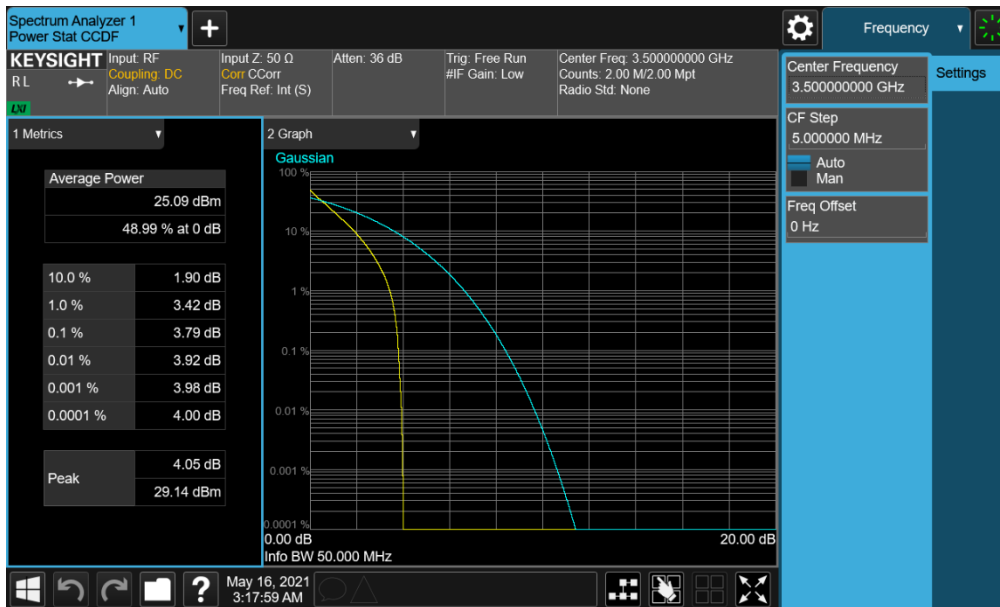 Spectrum Analyzer 1
Power Stat CCDF
+
Frequency
KEYSIGHT
R L
LXI
Input: RF
Coupling: DC
Align: Auto
Input Z: 50 Ω
Corr CCorr
Freq Ref: Int (S)
Atten: 36 dB
Trig: Free Run
#IF Gain: Low
Center Freq: 3.500000000 GHz
Counts: 2.00 M/2.00 Mpt
Radio Std: None
Center Frequency
3.500000000 GHz
Settings
CF Step
5.000000 MHz
Auto
Man
Freq Offset
0 Hz
1 Metrics
Average Power
25.09 dBm
48.99 % at 0 dB
10.0 % 1.90 dB
1.0 % 3.42 dB
0.1 % 3.79 dB
0.01 % 3.92 dB
0.001 % 3.98 dB
0.0001 % 4.00 dB
Peak
4.05 dB
29.14 dBm
2 Graph
Gaussian
100 %
10 %
1 %
0.1 %
0.01 %
0.001 %
0.0001 %
0.00 dB 20.00 dB
Info BW 50.000 MHz
?
May 16, 2021
3:17:59 AM